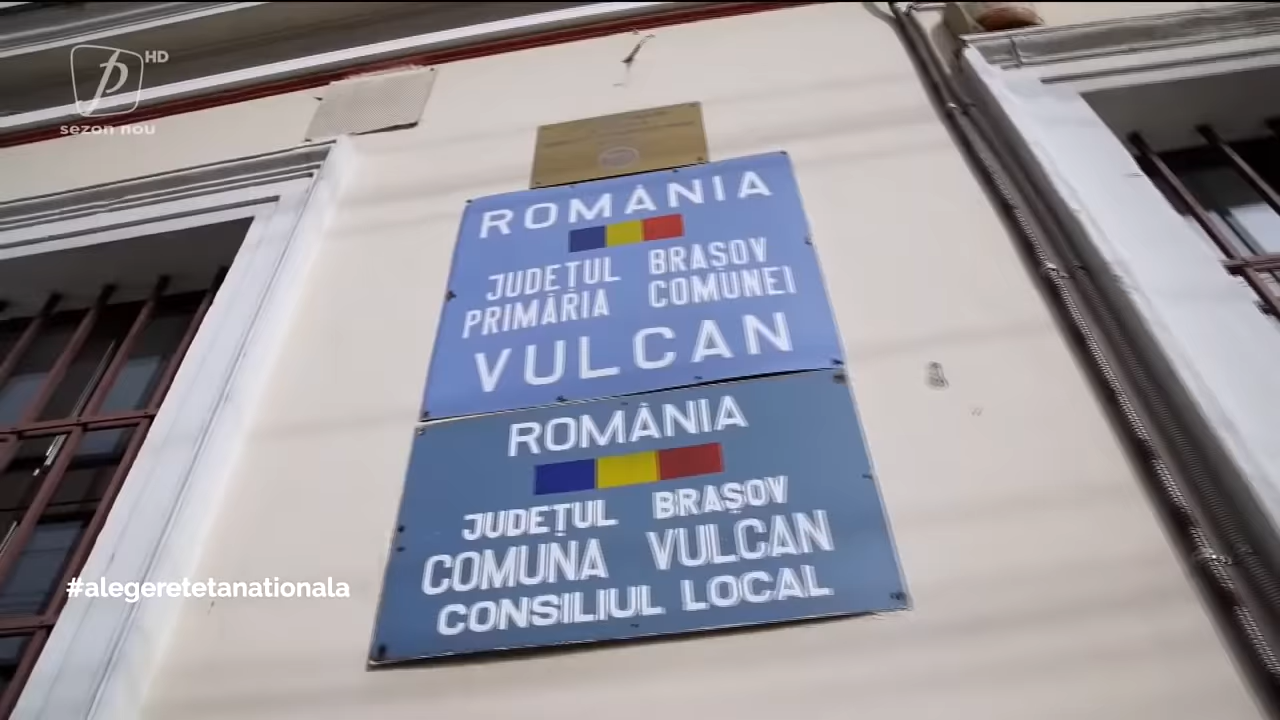 HD
sezon nou
ROMÂNIA
JUDEȚUL BRAȘOV
PRIMĂRIA COMUNEI
VULCAN
ROMÂNIA
JUDEȚUL BRAȘOV
COMUNA VULCAN
CONSILIUL LOCAL
#alegeretetanationala